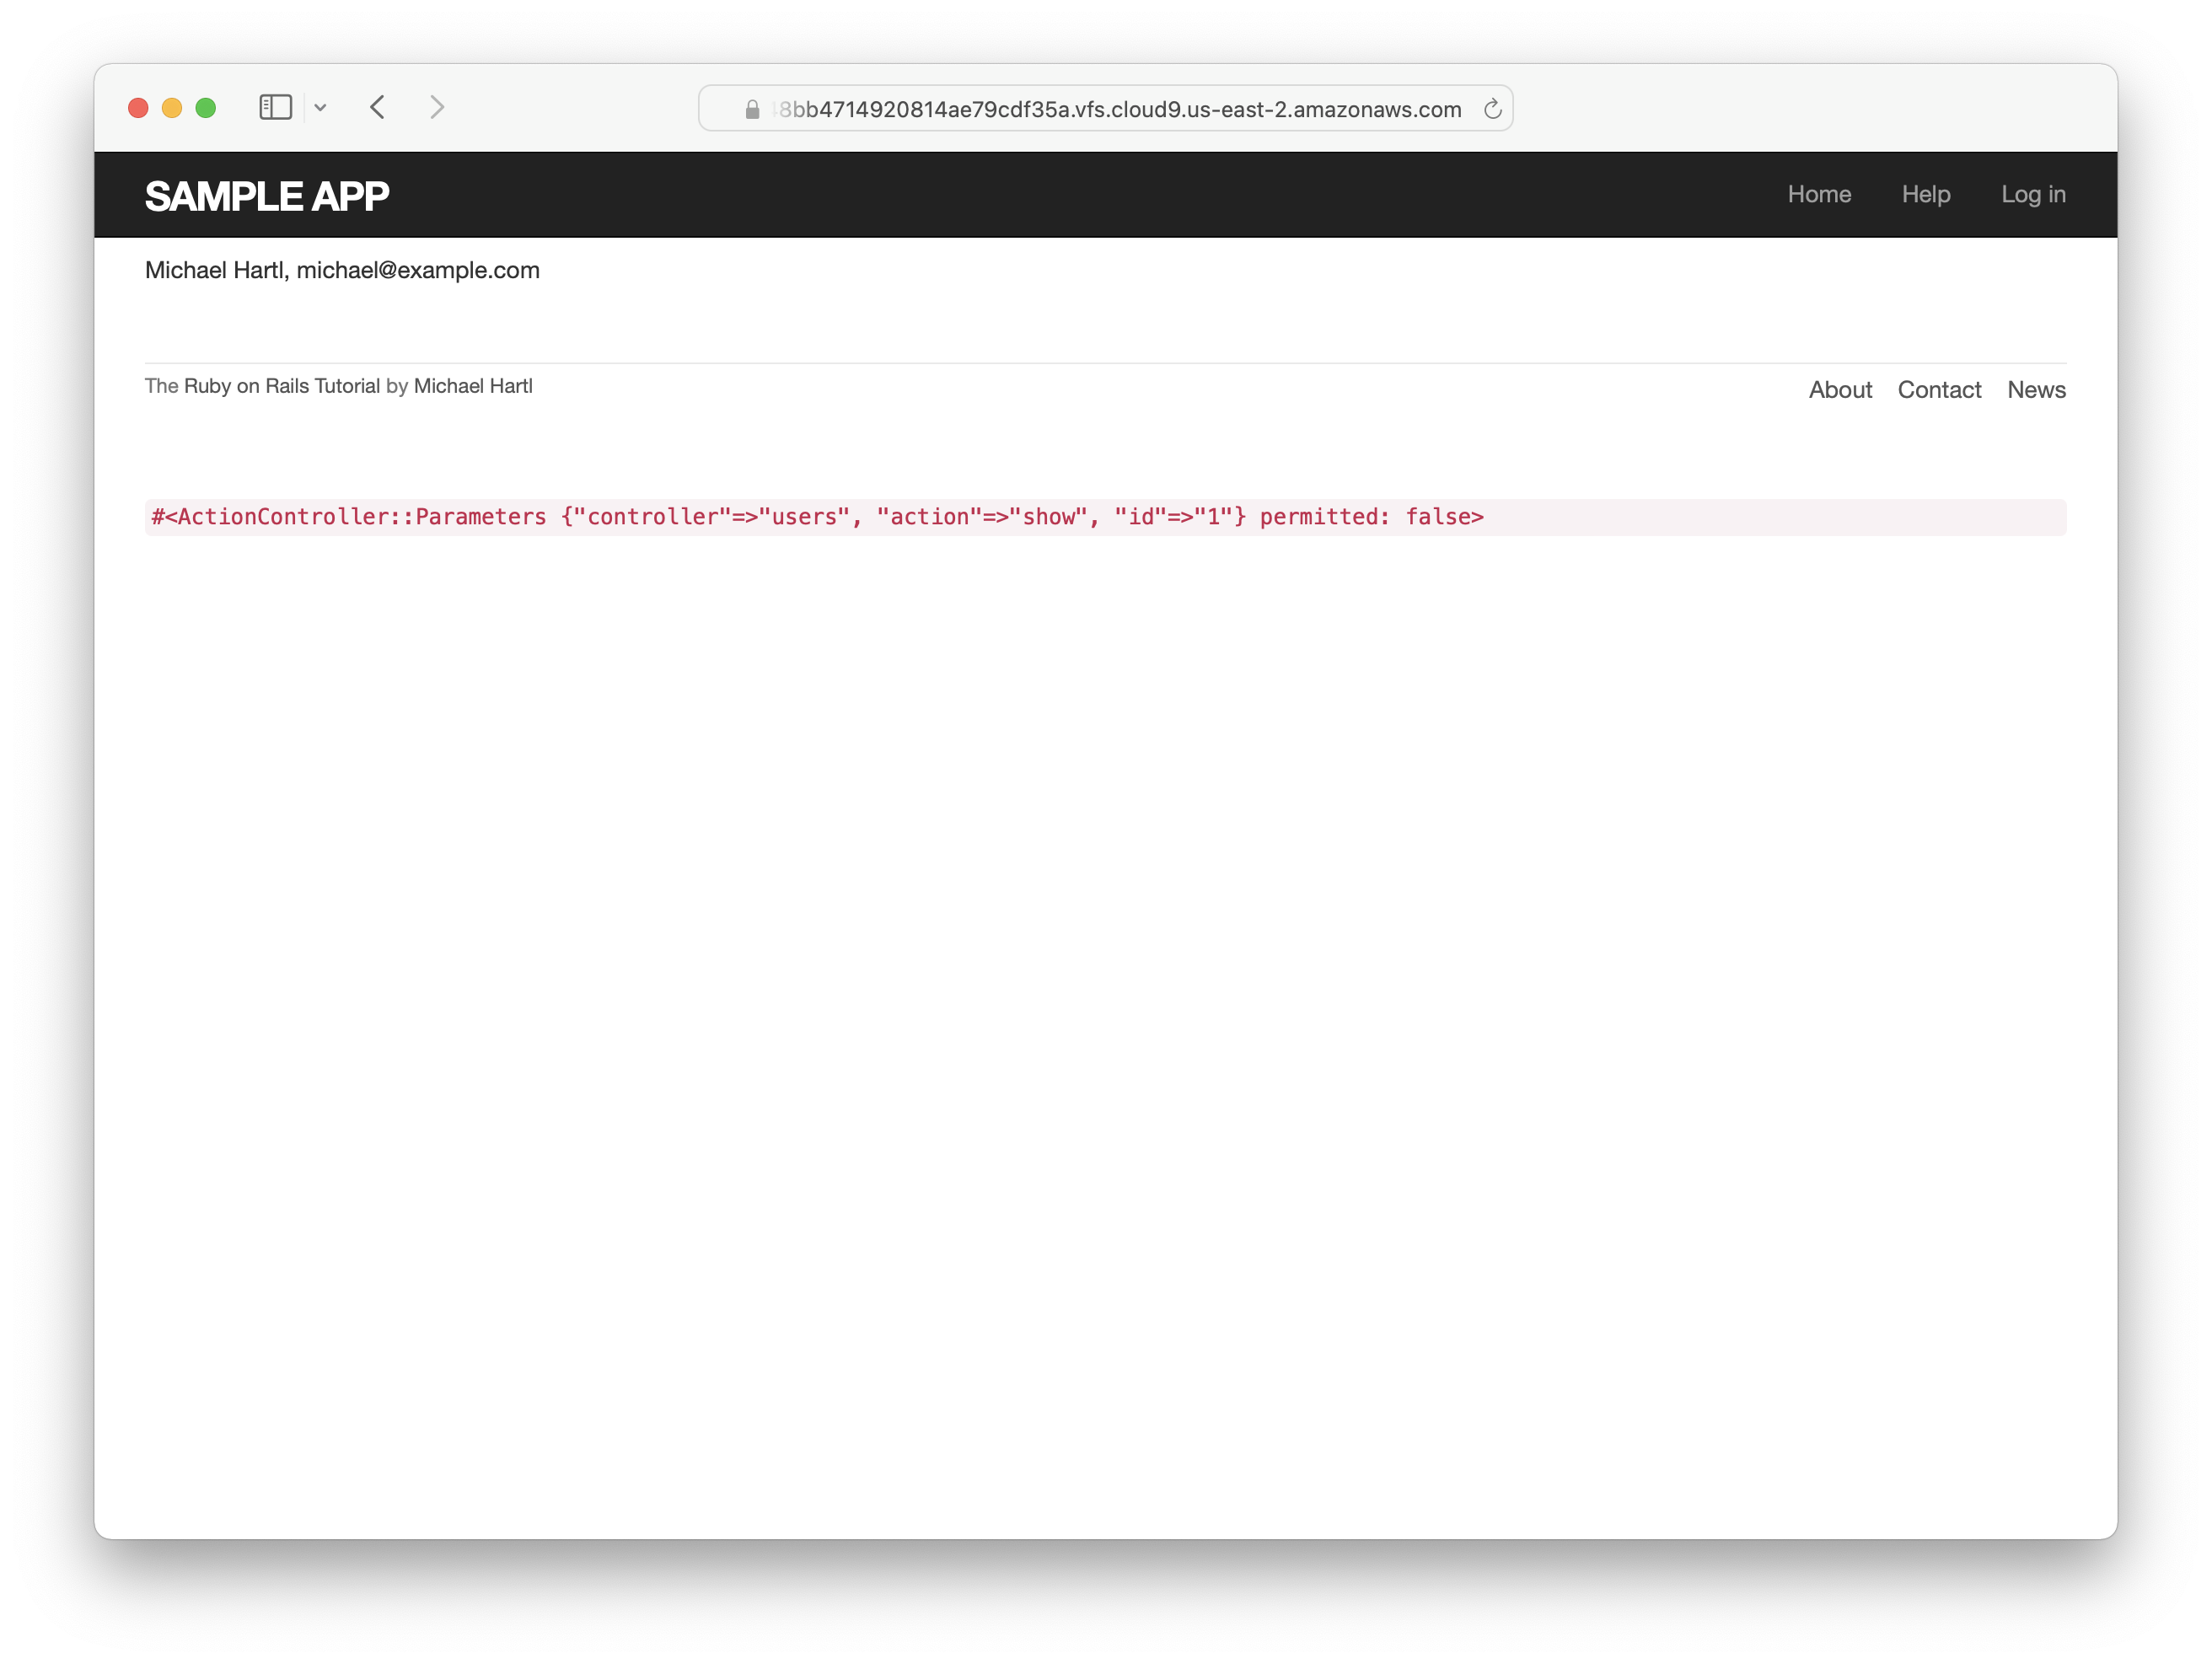 8bb4714920814ae79cdf35a.vfs.cloud9.us-east-2.amazonaws.com
SAMPLE APP Home Help Log in
Michael Hartl, michael@example.com
The Ruby on Rails Tutorial by Michael Hartl About Contact News
#<ActionController::Parameters {"controller"=>"users", "action"=>"show", "id"=>"1"} permitted: false>